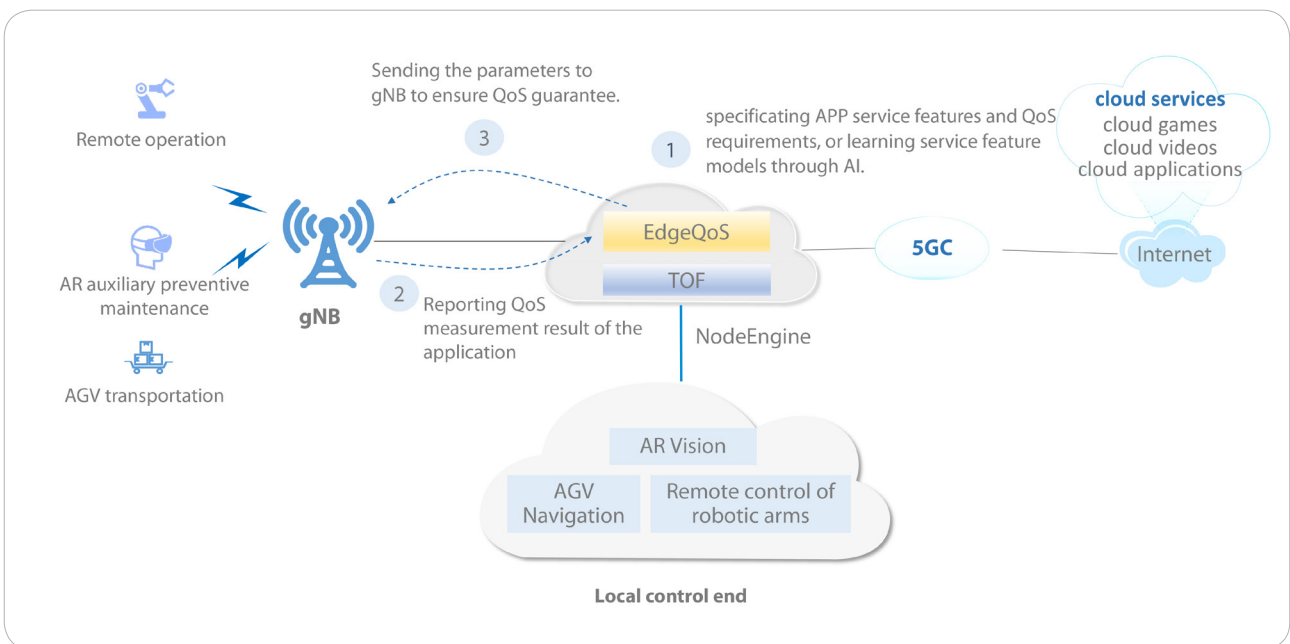 Sending the parameters to
gNB to ensure QoS guarantee.
3
1
specificating APP service features and QoS
requirements, or learning service feature
models through AI.
cloud services
cloud games
cloud videos
cloud applications
Remote operation
AR auxiliary preventive
maintenance
AGV transportation
gNB
2
Reporting QoS
measurement result of the
application
EdgeQoS
TOF
NodeEngine
5GC
Internet
AR Vision
AGV
Navigation
Remote control of
robotic arms
Local control end